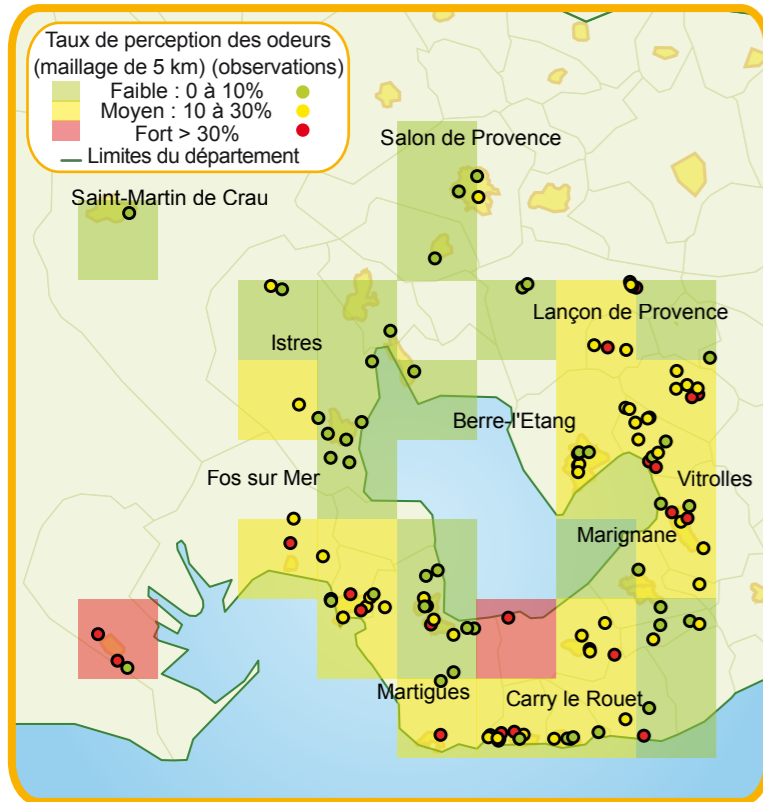 Taux de perception des odeurs
(maillage de 5 km) (observations)
Faible : 0 à 10%
Moyen : 10 à 30%
Fort > 30%
Limites du département
Salon de Provence
Saint-Martin de Crau
Lançon de Provence
Istres
Berre-l'Etang
Fos sur Mer
Vitrolles
Marignane
Martigues
Carry le Rouet